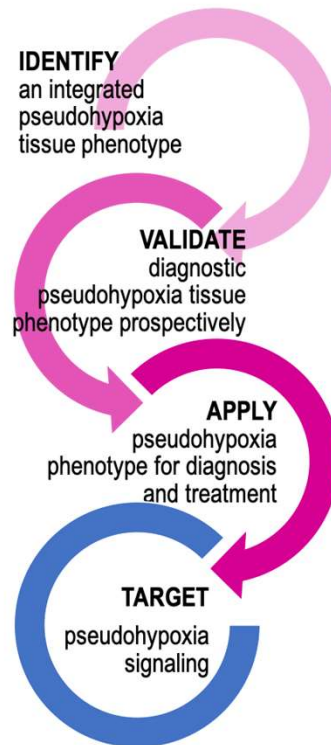 IDENTIFY
an integrated
pseudohypoxia
tissue phenotype
VALIDATE
diagnostic
pseudohypoxia tissue
phenotype prospectively
APPLY
pseudohypoxia
phenotype for diagnosis
and treatment
TARGET
pseudohypoxia
signaling